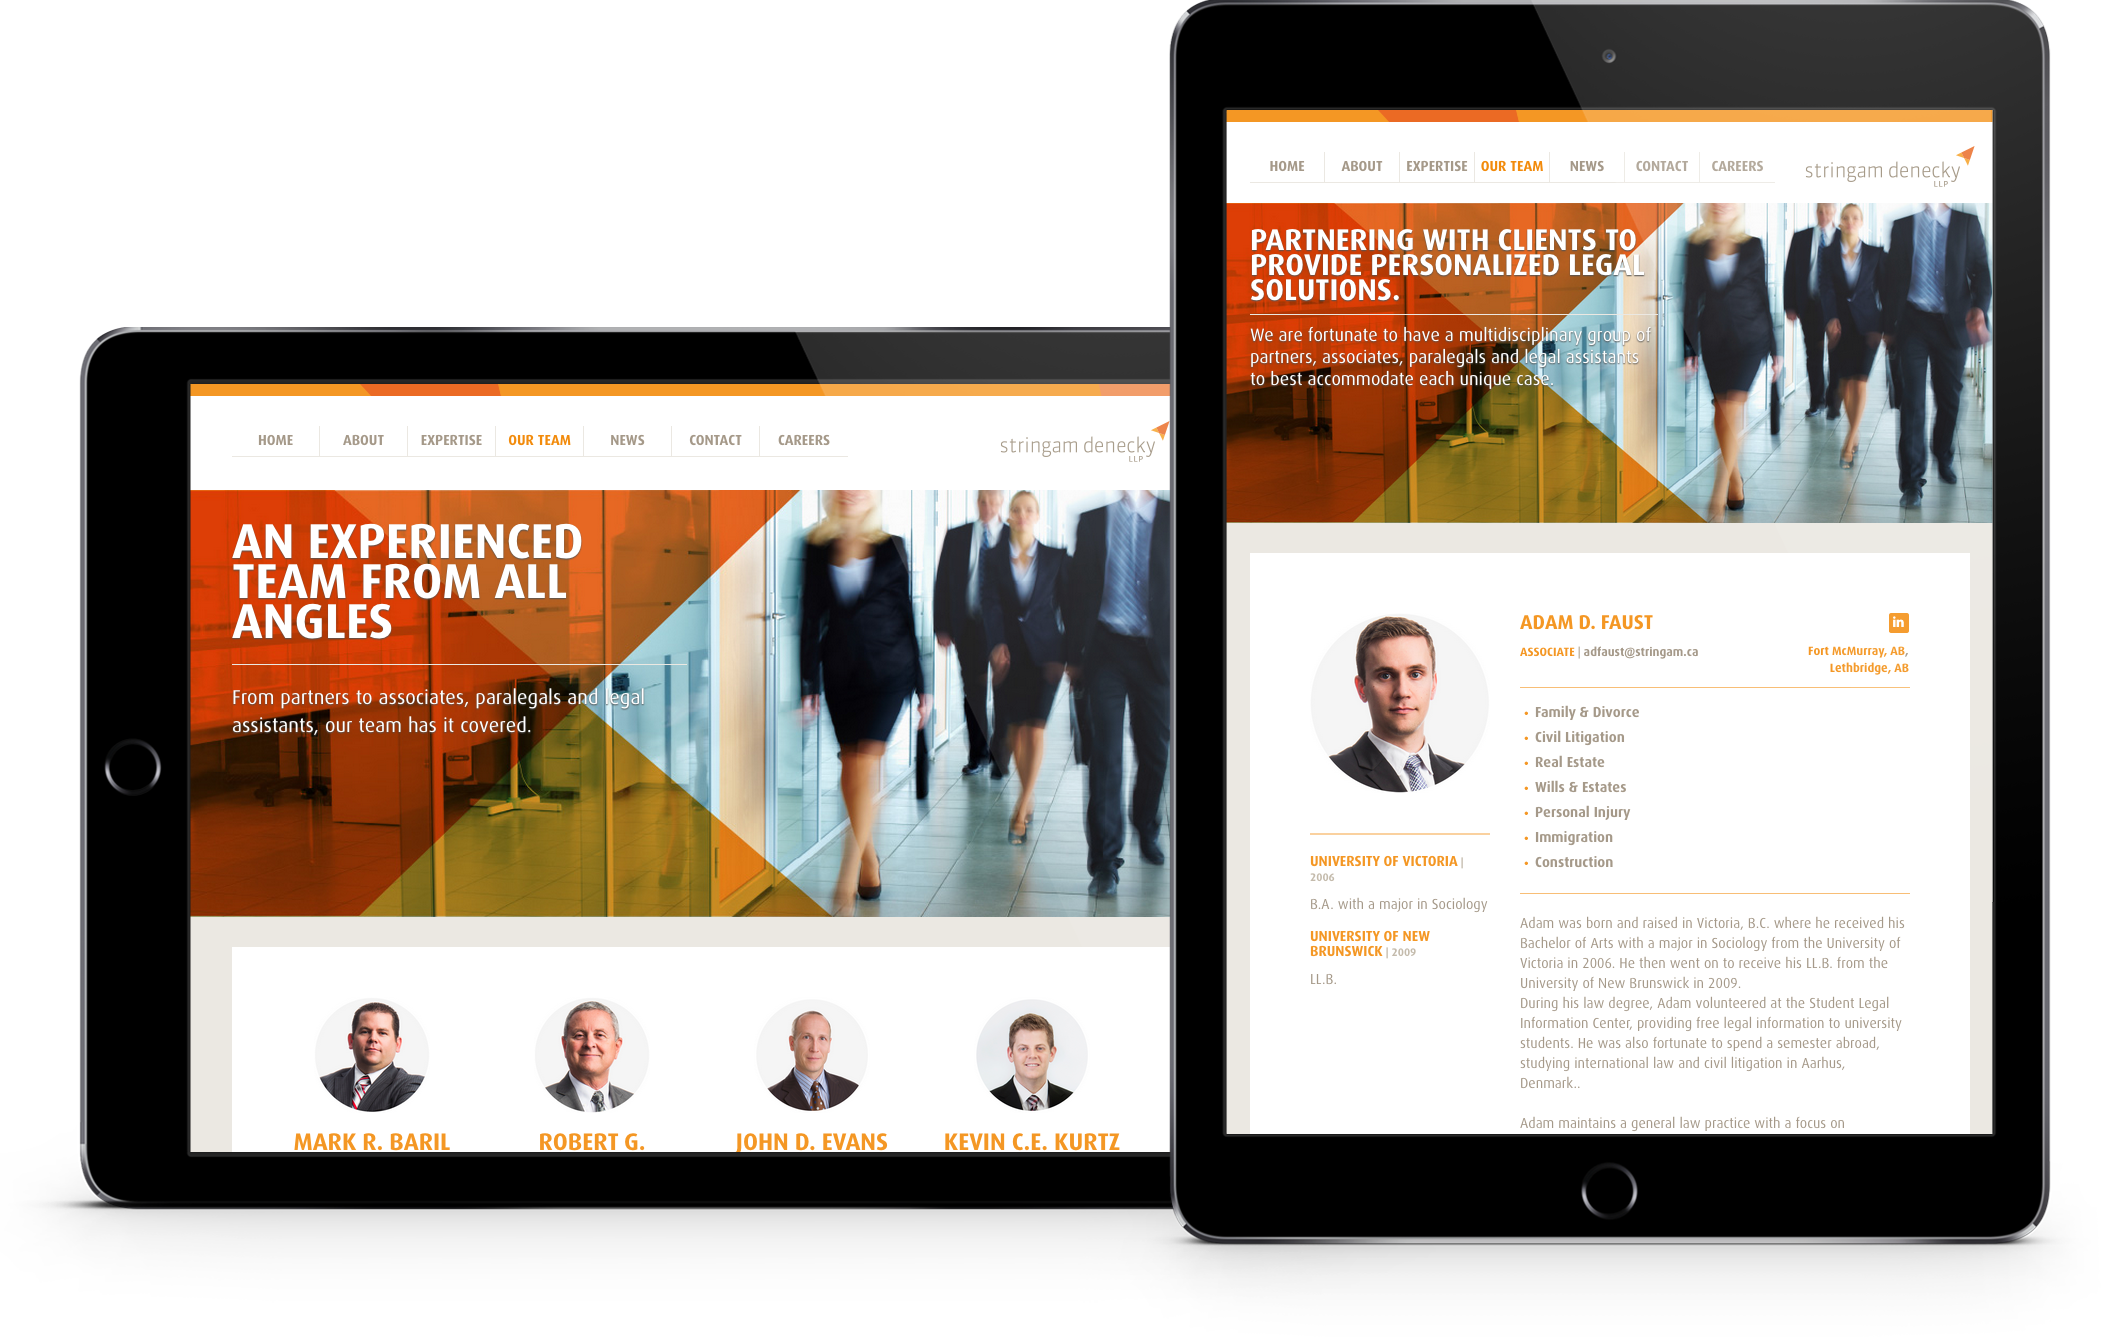 HOME
ABOUT
EXPERTISE
OUR TEAM
NEWS
CONTACT
CAREERS
stringam denecky
LLP
AN EXPERIENCED
TEAM FROM ALL
ANGLES
From partners to associates, paralegals and legal
assistants, our team has it covered.
MARK R. BARIL
ROBERT G.
JOHN D. EVANS
KEVIN C.E. KURTZ
HOME
ABOUT
EXPERTISE
OUR TEAM
NEWS
CONTACT
CAREERS
stringam denecky
LLP
PARTNERING WITH CLIENTS TO
PROVIDE PERSONALIZED LEGAL
SOLUTIONS.
We are fortunate to have a multidisciplinary group of
partners, associates, paralegals and legal assistants
to best accommodate each unique case.
ADAM D. FAUST
in
ASSOCIATE | adfaust@stringam.ca
Fort McMurray, AB,
Lethbridge, AB
• Family & Divorce
• Civil Litigation
• Real Estate
• Wills & Estates
• Personal Injury
• Immigration
• Construction
UNIVERSITY OF VICTORIA |
2006
B.A. with a major in Sociology
UNIVERSITY OF NEW
BRUNSWICK | 2009
LL.B.
Adam was born and raised in Victoria, B.C. where he received his
Bachelor of Arts with a major in Sociology from the University of
Victoria in 2006. He then went on to receive his LL.B. from the
University of New Brunswick in 2009.
During his law degree, Adam volunteered at the Student Legal
Information Center, providing free legal information to university
students. He was also fortunate to spend a semester abroad,
studying international law and civil litigation in Aarhus,
Denmark..
Adam maintains a general law practice with a focus on